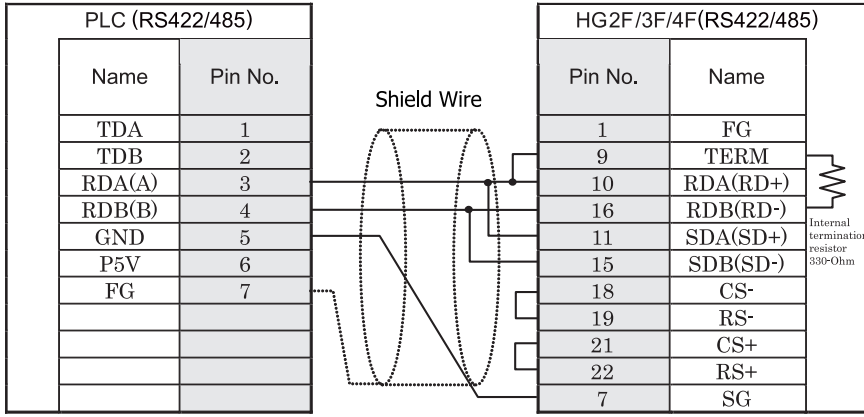 PLC (RS422/485)
Name Pin No.
TDA 1
TDB 2
RDA(A) 3
RDB(B) 4
GND 5
P5V 6
FG 7
Shield Wire
HG2F/3F/4F(RS422/485)
Pin No. Name
1 FG
9 TERM
10 RDA(RD+)
16 RDB(RD-)
11 SDA(SD+)
15 SDB(SD-)
18 CS-
19 RS-
21 CS+
22 RS+
7 SG
Internal
termination
resistor
330-Ohm